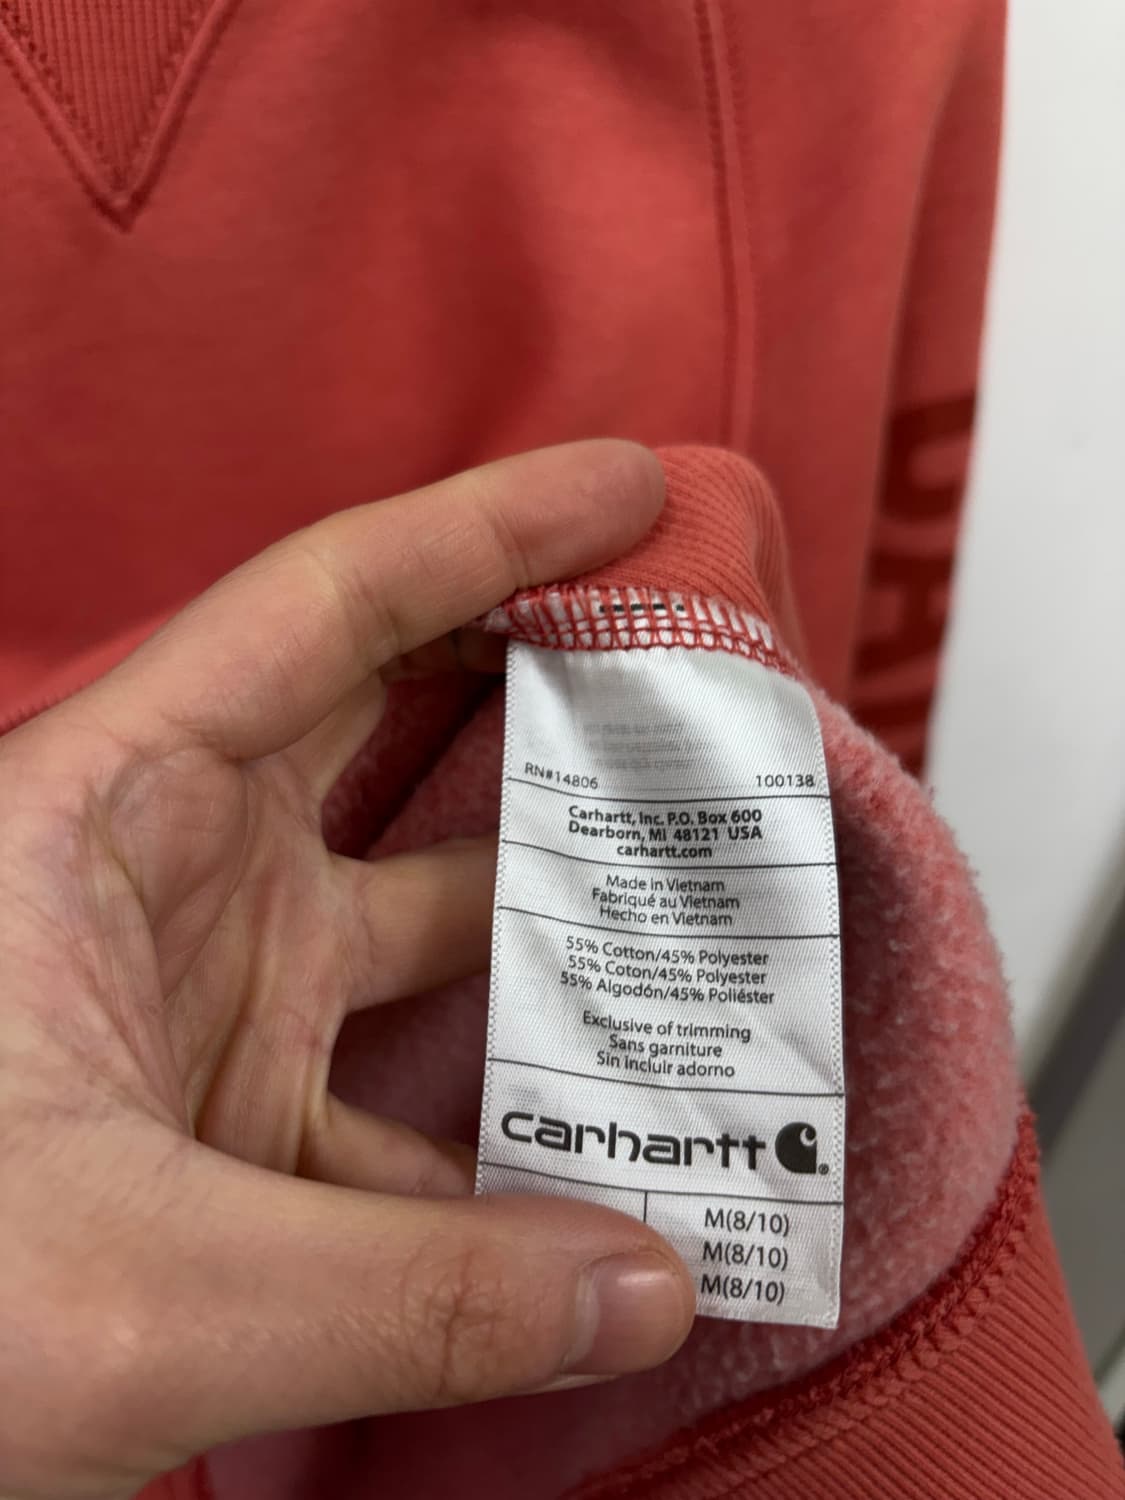 RN#14806 100138
Carhartt, Inc. P.O. Box 600
Dearborn, MI 48121 USA
carhartt.com
Made in Vietnam
Fabriqué au Vietnam
Hecho en Vietnam
55% Cotton/45% Polyester
55% Coton/45% Polyester
55% Algodón/45% Poliéster
Exclusive of trimming
Sans garniture
Sin incluir adorno
carhartt
M(8/10)
M(8/10)
M(8/10)